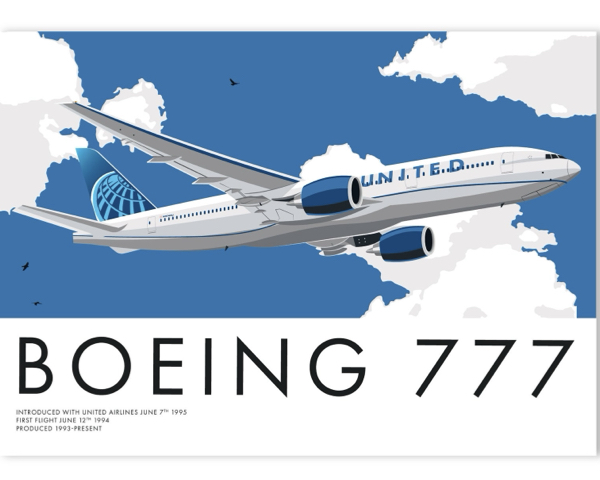 UNITED
BOEING 777
INTRODUCED WITH UNITED AIRLINES JUNE 7TH 1995
FIRST FLIGHT JUNE 12TH 1994
PRODUCED 1993-PRESENT